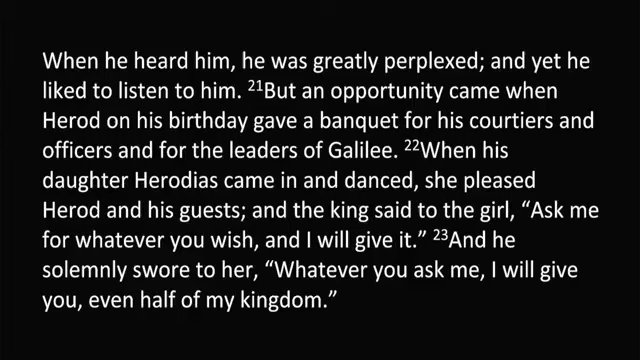 When he heard him, he was greatly perplexed; and yet he
liked to listen to him. ²¹But an opportunity came when
Herod on his birthday gave a banquet for his courtiers and
officers and for the leaders of Galilee. ²²When his
daughter Herodias came in and danced, she pleased
Herod and his guests; and the king said to the girl, “Ask me
for whatever you wish, and I will give it.” ²³And he
solemnly swore to her, “Whatever you ask me, I will give
you, even half of my kingdom.”